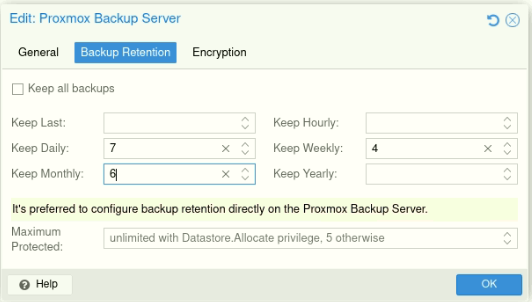 Edit: Proxmox Backup Server
General Backup Retention Encryption
Keep all backups
Keep Last: Keep Hourly:
Keep Daily: 7 Keep Weekly: 4
Keep Monthly: 6 Keep Yearly:
It's preferred to configure backup retention directly on the Proxmox Backup Server.
Maximum
Protected: unlimited with Datastore.Allocate privilege, 5 otherwise
Help OK